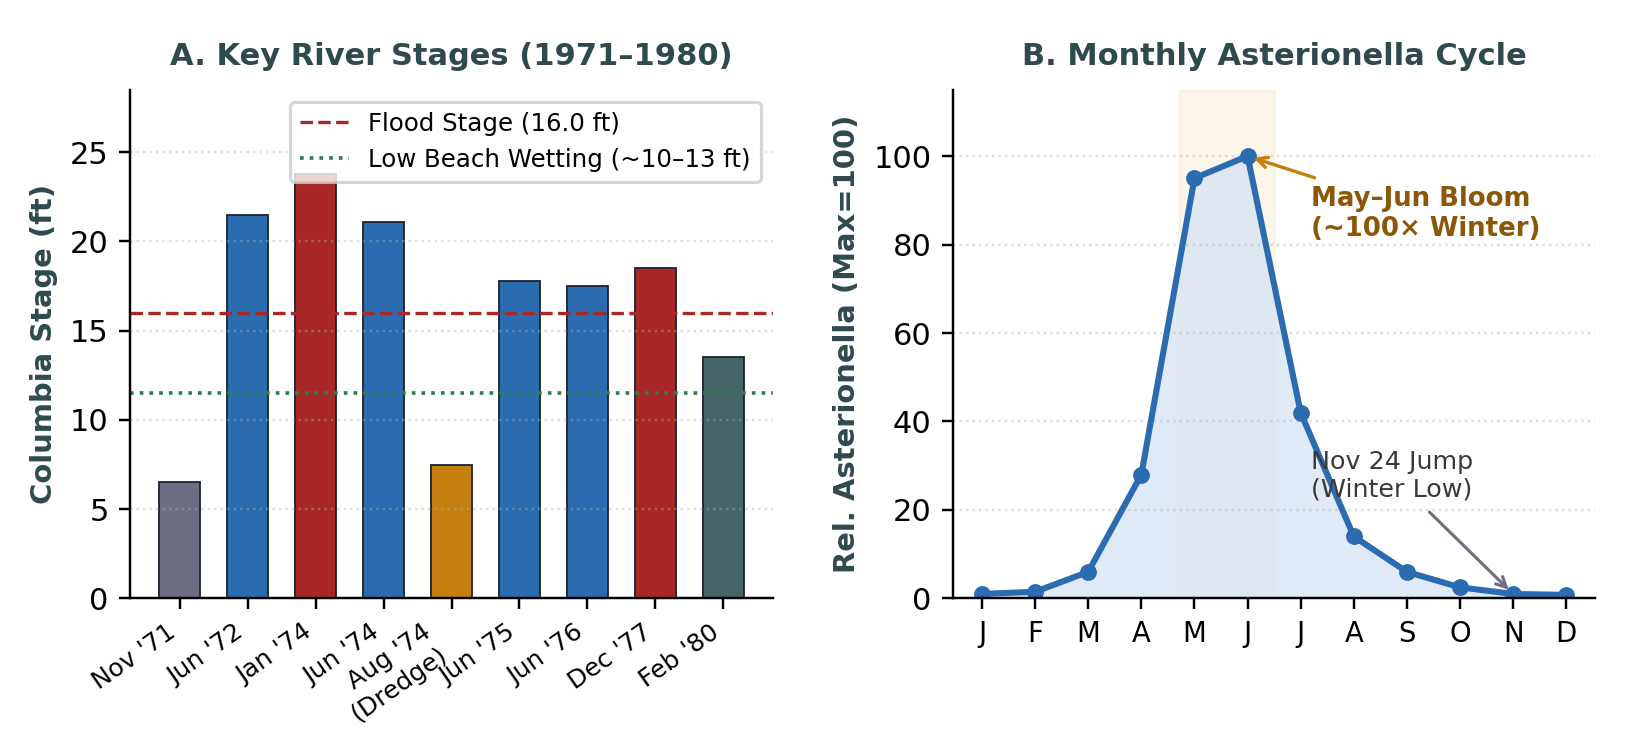 A. Key River Stages (1971–1980)
Columbia Stage (ft)
25
20
15
10
5
0
Flood Stage (16.0 ft)
Low Beach Wetting (~10–13 ft)
Nov '71
Jun '72
Jan '74
Jun '74
Aug '74
(Dredge)
Jun '75
Jun '76
Dec '77
Feb '80
B. Monthly Asterionella Cycle
Rel. Asterionella (Max=100)
100
80
60
40
20
0
May–Jun Bloom
(~100× Winter)
Nov 24 Jump
(Winter Low)
J F M A M J J A S O N D